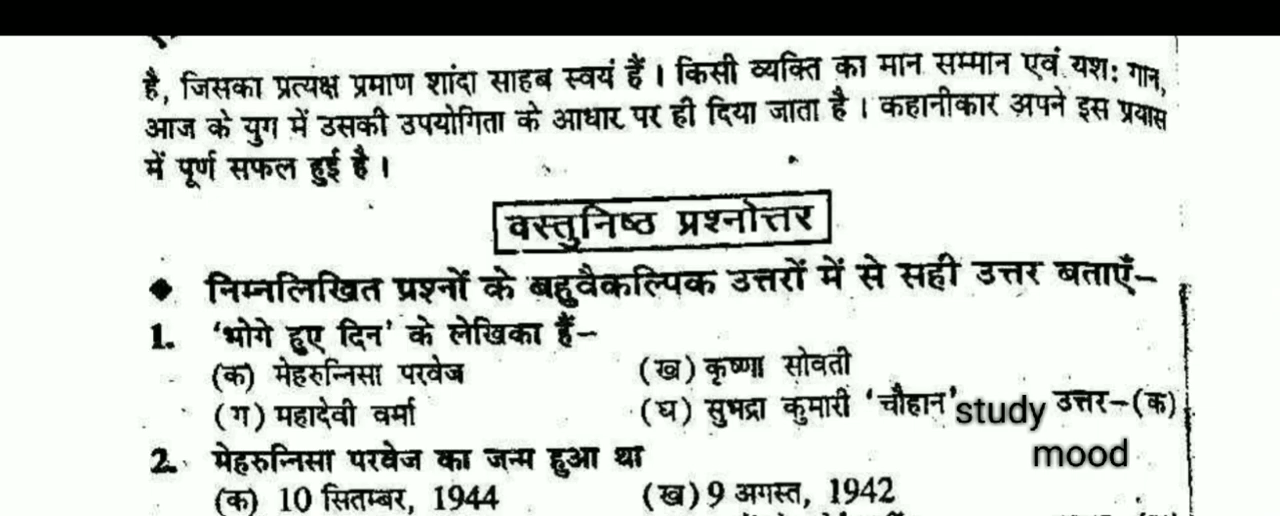 है, जिसका प्रत्यक्ष प्रमाण शांदा साहब स्वयं हैं । किसी व्यक्ति का मान सम्मान एवं यश: गान,
आज के युग में उसकी उपयोगिता के आधार पर ही दिया जाता है । कहानीकार अपने इस प्रयास
में पूर्ण सफल हुई है ।
वस्तुनिष्ठ प्रश्नोत्तर
◆ निम्नलिखित प्रश्नों के बहुवैकल्पिक उत्तरों में से सही उत्तर बताएँ–
1. 'भोगे हुए दिन' के लेखिका हैं–
(क) मेहरुन्निसा परवेज (ख) कृष्णा सोवती
(ग) महादेवी वर्मा (घ) सुभद्रा कुमारी 'चौहान' study उत्तर–(क)
mood
2. मेहरुन्निसा परवेज का जन्म हुआ था
(क) 10 सितम्बर, 1944 (ख) 9 अगस्त, 1942